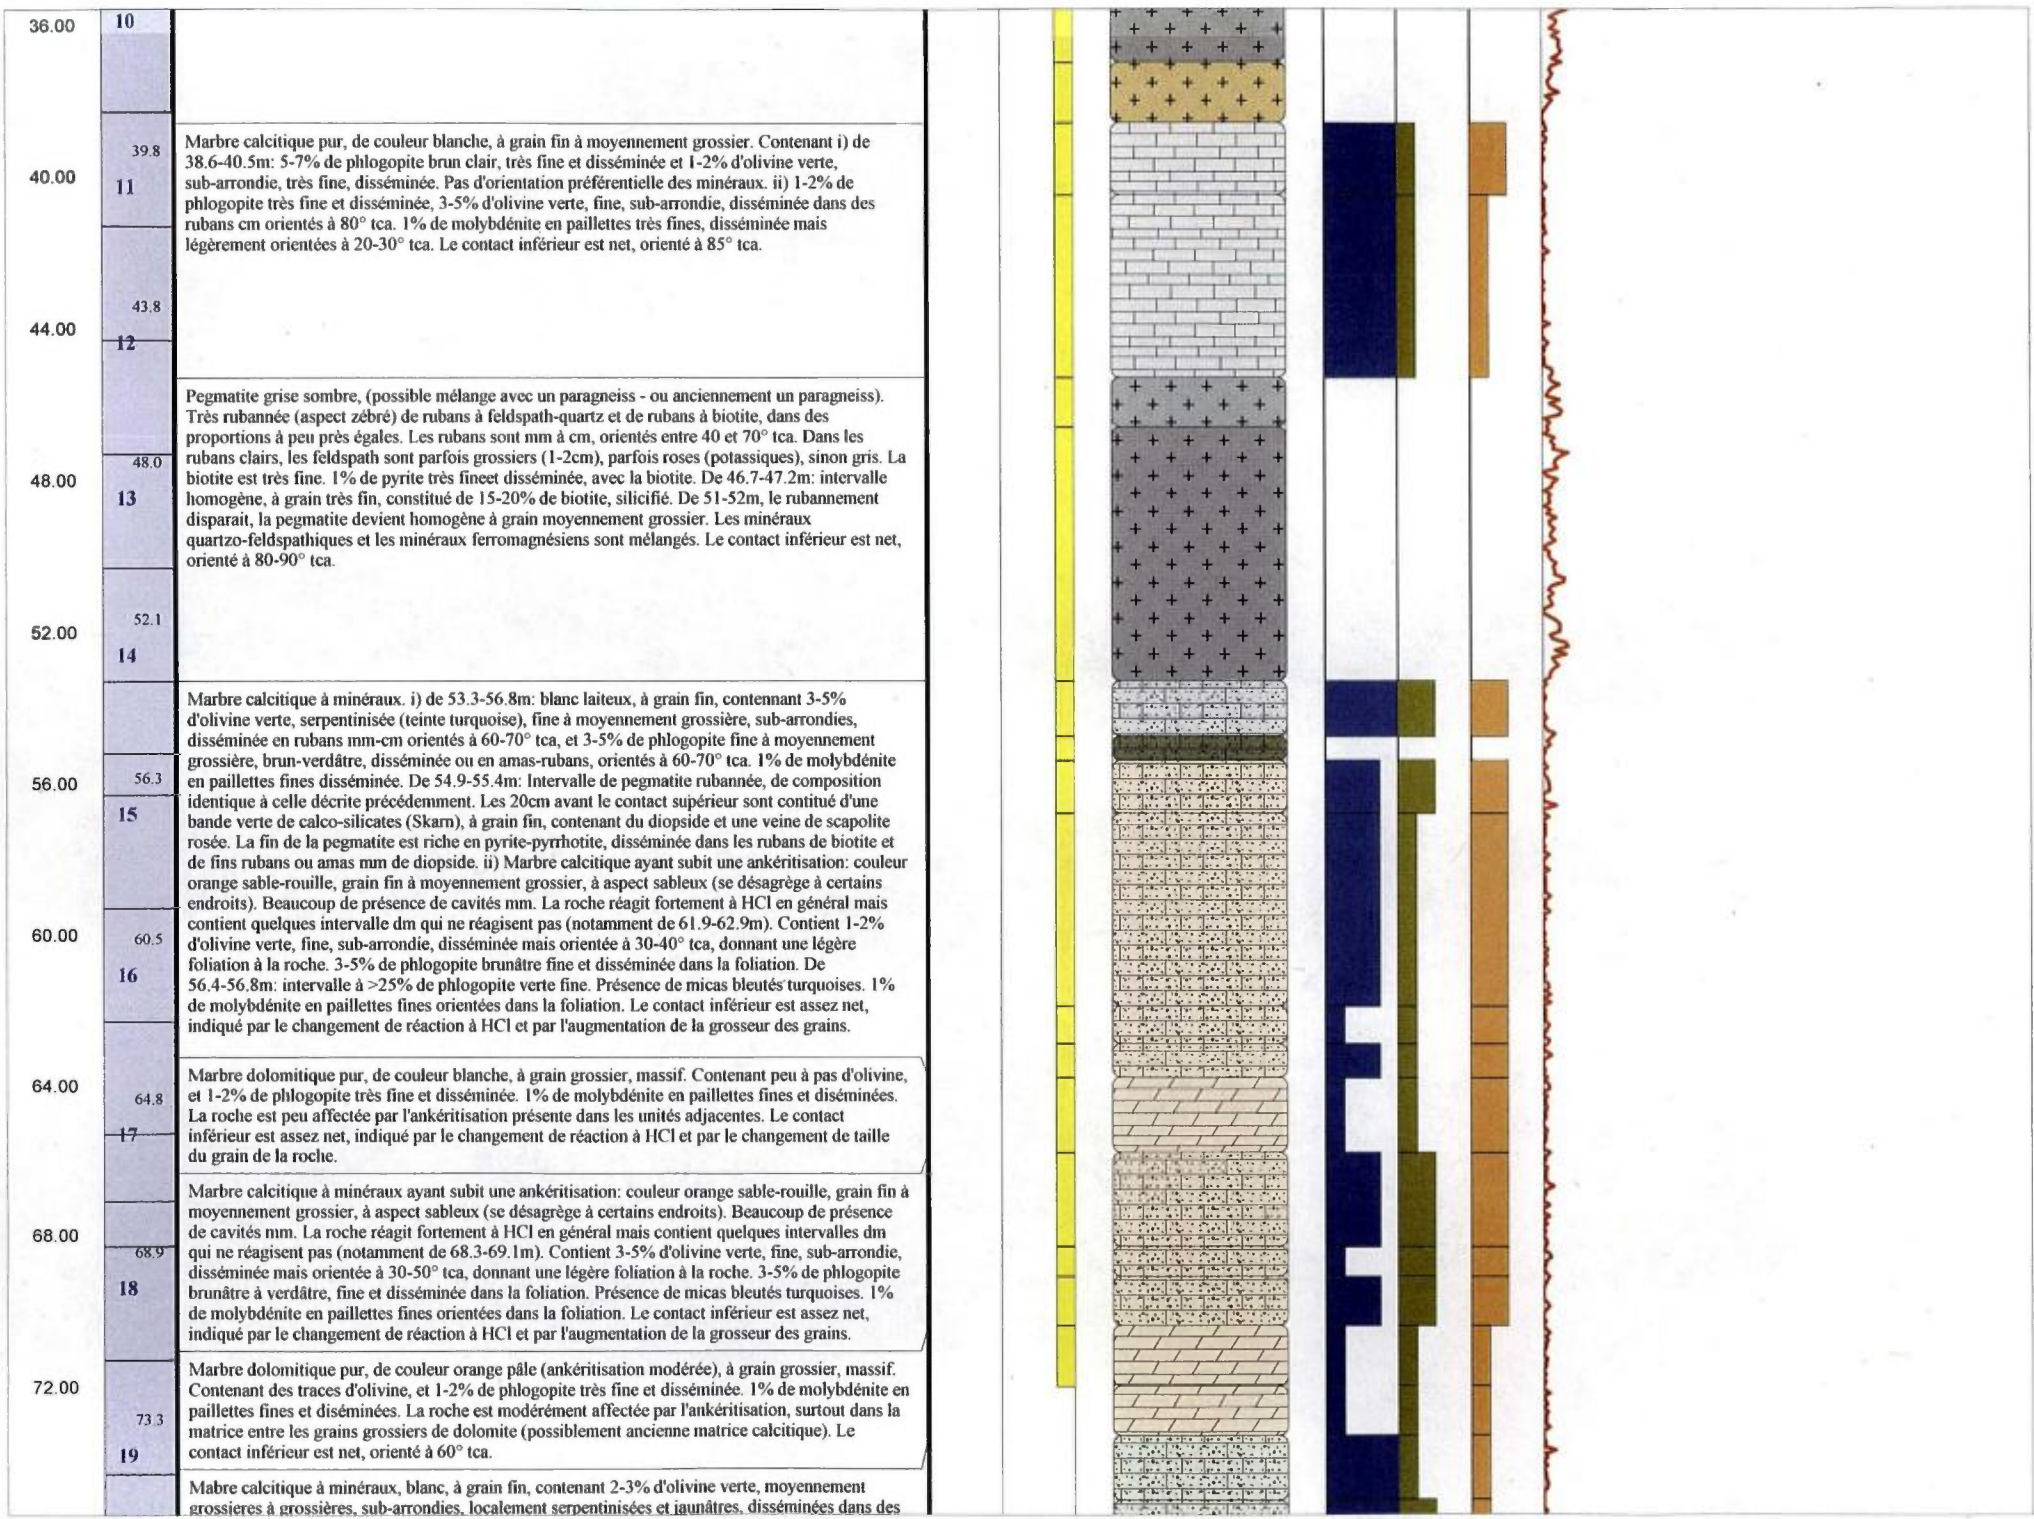 36.00
10
39.8
40.00
11
43.8
44.00
12
48.0
48.00
13
52.1
52.00
14
56.3
56.00
15
60.00
60.5
16
64.00
64.8
17
68.00
68.9
18
72.00
73.3
19
Marbre calcitique pur, de couleur blanche, à grain fin à moyennement grossier. Contenant i) de
38.6-40.5m: 5-7% de phlogopite brun clair, très fine et disséminée et 1-2% d'olivine verte,
sub-arrondie, très fine, disséminée. Pas d'orientation préférentielle des minéraux. ii) 1-2% de
phlogopite très fine et disséminée, 3-5% d'olivine verte, fine, sub-arrondie, disséminée dans des
rubans cm orientés à 80° tca. 1% de molybdénite en paillettes très fines, disséminée mais
légèrement orientées à 20-30° tca. Le contact inférieur est net, orienté à 85° tca.
Pegmatite grise sombre, (possible mélange avec un paragneiss - ou anciennement un paragneiss).
Très rubannée (aspect zébré) de rubans à feldspath-quartz et de rubans à biotite, dans des
proportions à peu près égales. Les rubans sont mm à cm, orientés entre 40 et 70° tca. Dans les
rubans clairs, les feldspath sont parfois grossiers (1-2cm), parfois roses (potassiques), sinon gris. La
biotite est très fine. 1% de pyrite très fineet disséminée, avec la biotite. De 46.7-47.2m: intervalle
homogène, à grain très fin, constitué de 15-20% de biotite, silicifié. De 51-52m, le rubannement
disparait, la pegmatite devient homogène à grain moyennement grossier. Les minéraux
quartzo-feldspathiques et les minéraux ferromagnésiens sont mélangés. Le contact inférieur est net,
orienté à 80-90° tca.
Marbre calcitique à minéraux. i) de 53.3-56.8m: blanc laiteux, à grain fin, contennant 3-5%
d'olivine verte, serpentinisée (teinte turquoise), fine à moyennement grossière, sub-arrondies,
disséminée en rubans mm-cm orientés à 60-70° tca, et 3-5% de phlogopite fine à moyennement
grossière, brun-verdâtre, disséminée ou en amas-rubans, orientés à 60-70° tca. 1% de molybdénite
en paillettes fines disséminée. De 54.9-55.4m: Intervalle de pegmatite rubannée, de composition
identique à celle décrite précédemment. Les 20cm avant le contact supérieur sont contitué d'une
bande verte de calco-silicates (Skarn), à grain fin, contenant du diopside et une veine de scapolite
rosée. La fin de la pegmatite est riche en pyrite-pyrrhotite, disséminée dans les rubans de biotite et
de fins rubans ou amas mm de diopside. ii) Marbre calcitique ayant subit une ankéritisation: couleur
orange sable-rouille, grain fin à moyennement grossier, à aspect sableux (se désagrège à certains
endroits). Beaucoup de présence de cavités mm. La roche réagit fortement à HCl en général mais
contient quelques intervalle dm qui ne réagisent pas (notamment de 61.9-62.9m). Contient 1-2%
d'olivine verte, fine, sub-arrondie, disséminée mais orientée à 30-40° tca, donnant une légère
foliation à la roche. 3-5% de phlogopite brunâtre fine et disséminée dans la foliation. De
56.4-56.8m: intervalle à >25% de phlogopite verte fine. Présence de micas bleutés turquoises. 1%
de molybdénite en paillettes fines orientées dans la foliation. Le contact inférieur est assez net,
indiqué par le changement de réaction à HCl et par l'augmentation de la grosseur des grains.
Marbre dolomitique pur, de couleur blanche, à grain grossier, massif. Contenant peu à pas d'olivine,
et 1-2% de phlogopite très fine et disséminée. 1% de molybdénite en paillettes fines et diséminées.
La roche est peu affectée par l'ankéritisation présente dans les unités adjacentes. Le contact
inférieur est assez net, indiqué par le changement de réaction à HCl et par le changement de taille
du grain de la roche.
Marbre calcitique à minéraux ayant subit une ankéritisation: couleur orange sable-rouille, grain fin à
moyennement grossier, à aspect sableux (se désagrège à certains endroits). Beaucoup de présence
de cavités mm. La roche réagit fortement à HCl en général mais contient quelques intervalles dm
qui ne réagisent pas (notamment de 68.3-69.1m). Contient 3-5% d'olivine verte, fine, sub-arrondie,
disséminée mais orientée à 30-50° tca, donnant une légère foliation à la roche. 3-5% de phlogopite
brunâtre à verdâtre, fine et disséminée dans la foliation. Présence de micas bleutés turquoises. 1%
de molybdénite en paillettes fines orientées dans la foliation. Le contact inférieur est assez net,
indiqué par le changement de réaction à HCl et par l'augmentation de la grosseur des grains.
Marbre dolomitique pur, de couleur orange pâle (ankéritisation modérée), à grain grossier, massif.
Contenant des traces d'olivine, et 1-2% de phlogopite très fine et disséminée. 1% de molybdénite en
paillettes fines et diséminées. La roche est modérément affectée par l'ankéritisation, surtout dans la
matrice entre les grains grossiers de dolomite (possiblement ancienne matrice calcitique). Le
contact inférieur est net, orienté à 60° tca.
Mabre calcitique à minéraux, blanc, à grain fin, contenant 2-3% d'olivine verte, moyennement
grossieres à grossières, sub-arrondies, localement serpentinisées et jaunâtres, disséminées dans des